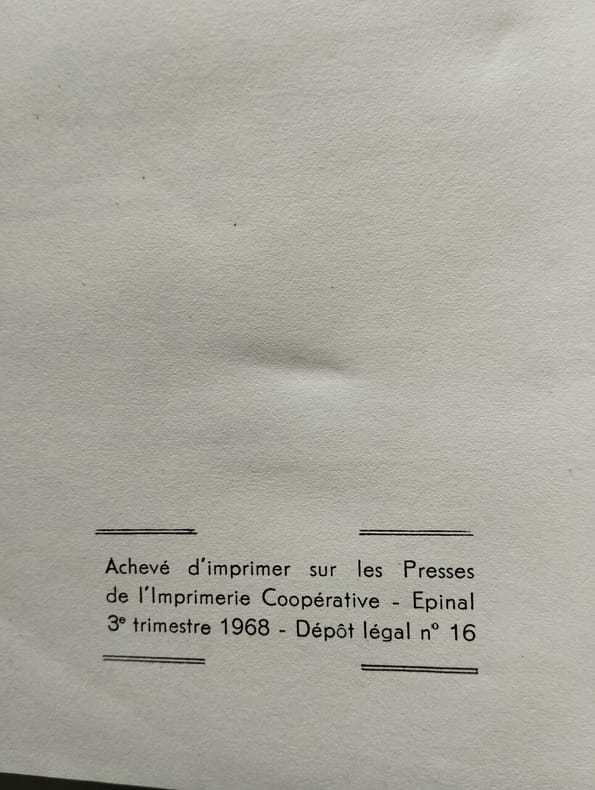 Achevé d'imprimer sur les Presses
de l'Imprimerie Coopérative - Epinal
3e trimestre 1968 - Dépôt légal n° 16